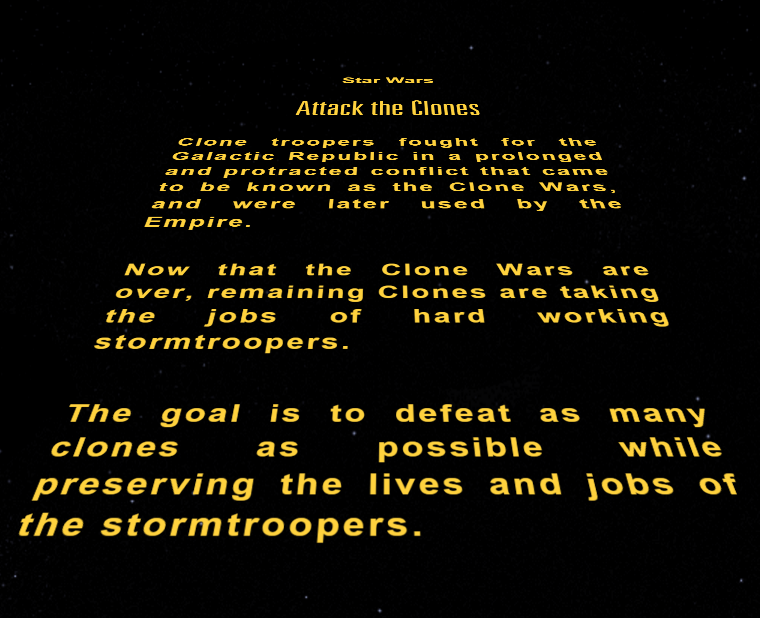 Star Wars
Attack the Clones
Clone troopers fought for the
Galactic Republic in a prolonged
and protracted conflict that came
to be known as the Clone Wars,
and were later used by the
Empire.
Now that the Clone Wars are
over, remaining Clones are taking
the jobs of hard working
stormtroopers.
The goal is to defeat as many
clones as possible while
preserving the lives and jobs of
the stormtroopers.